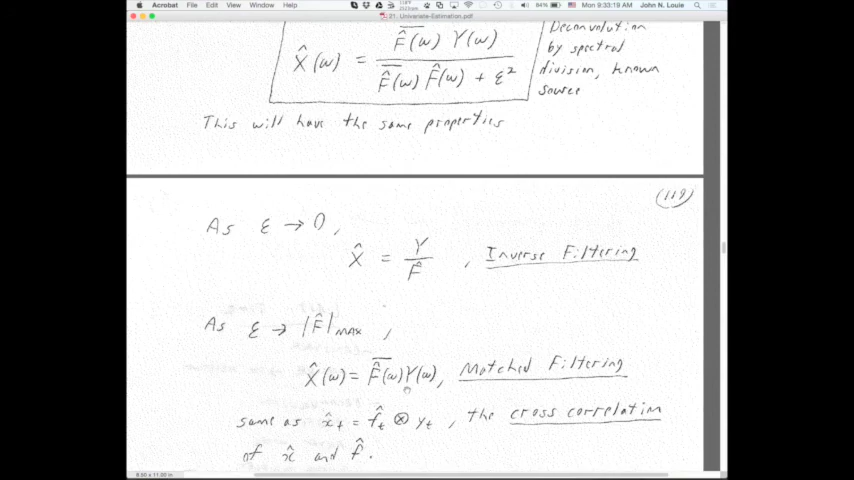 Acrobat File Edit View Window Help 94% Mon 9:33:19 AM John N. Louie
21. Univariate-Estimation.pdf
X̂(ω) = F̂̅(ω) Y(ω) / F̂̅(ω) F̂(ω) + ε²
Deconvolution
by spectral
division, known
source
This will have the same properties
(119)
As ε → 0,
X̂ = Y / F̂ , Inverse Filtering
As ε → |F̂|MAX ,
X̂(ω) = F̂̅(ω)Y(ω), Matched Filtering
same as x̂t = f̂t ⊗ yt , the cross correlation
of x̂ and f̂.
8.50 x 11.00 in